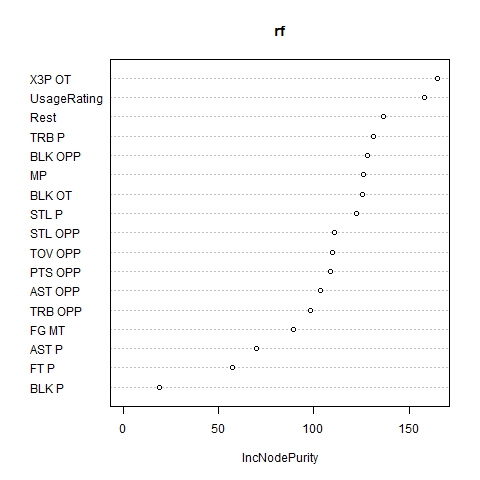 rf
X3P OT
UsageRating
Rest
TRB P
BLK OPP
MP
BLK OT
STL P
STL OPP
TOV OPP
PTS OPP
AST OPP
TRB OPP
FG MT
AST P
FT P
BLK P
0 50 100 150
IncNodePurity